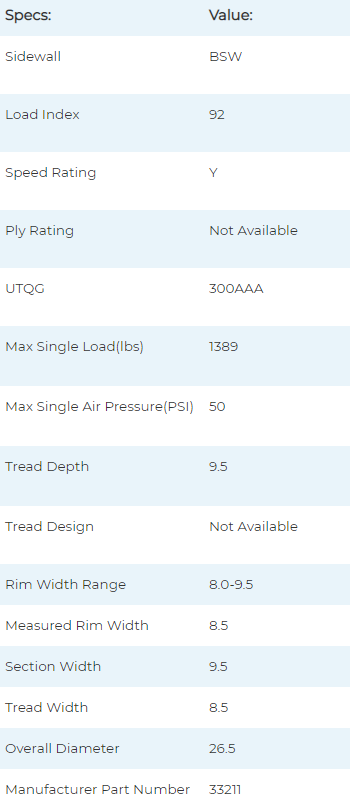 Specs: Value:
Sidewall BSW
Load Index 92
Speed Rating Y
Ply Rating Not Available
UTQG 300AAA
Max Single Load(lbs) 1389
Max Single Air Pressure(PSI) 50
Tread Depth 9.5
Tread Design Not Available
Rim Width Range 8.0-9.5
Measured Rim Width 8.5
Section Width 9.5
Tread Width 8.5
Overall Diameter 26.5
Manufacturer Part Number 33211